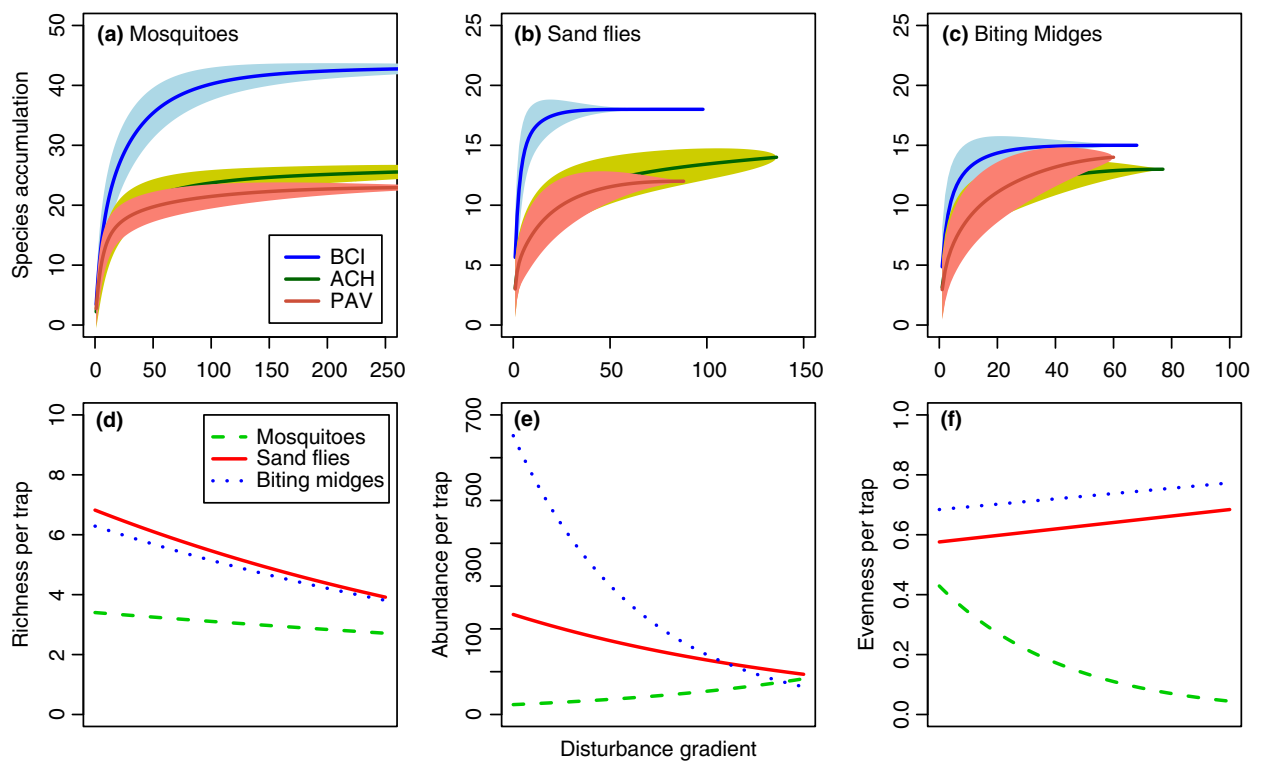 (a) Mosquitoes
(b) Sand flies
(c) Biting Midges
Species accumulation
50
40
30
20
10
0
BCI
ACH
PAV
0 50 100 150 200 250
25
20
15
10
5
0
0 50 100 150
25
20
15
10
5
0
0 20 40 60 80 100
(d)
Richness per trap
10
8
6
4
2
0
Mosquitoes
Sand flies
Biting midges
(e)
Abundance per trap
700
500
300
100
0
(f)
Evenness per trap
1.0
0.8
0.6
0.4
0.2
0.0
Disturbance gradient